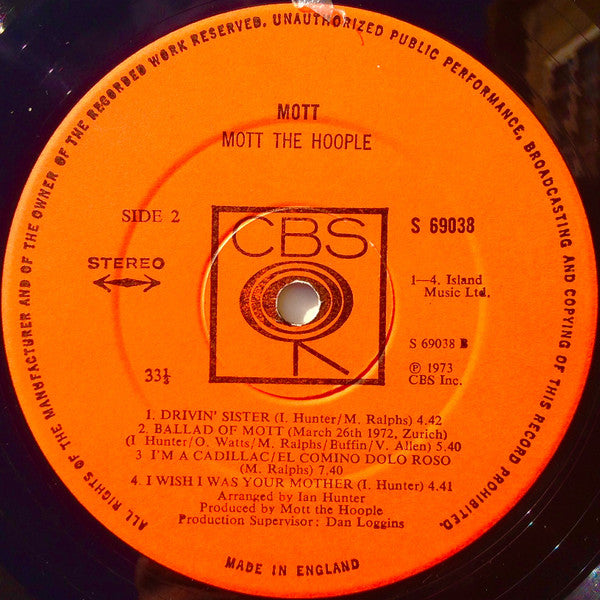 ALL RIGHTS OF THE MANUFACTURER AND OF THE OWNER OF THE RECORDED WORK RESERVED. UNAUTHORIZED PUBLIC PERFORMANCE, BROADCASTING AND COPYING OF THIS RECORD PROHIBITED.
MOTT
MOTT THE HOOPLE
SIDE 2
CBS
S 69038
STEREO
1—4. Island
Music Ltd.
S 69038 B
33⅓
Ⓟ 1973
CBS Inc.
1. DRIVIN' SISTER (I. Hunter/M. Ralphs) 4.42
2. BALLAD OF MOTT (March 26th 1972, Zurich)
(I Hunter/O. Watts/M. Ralphs/Buffin/V. Allen) 5.40
3 I'M A CADILLAC/EL COMINO DOLO ROSO
(M. Ralphs) 7.40
4. I WISH I WAS YOUR MOTHER (I. Hunter) 4.41
Arranged by Ian Hunter
Produced by Mott the Hoople
Production Supervisor: Dan Loggins
MADE IN ENGLAND